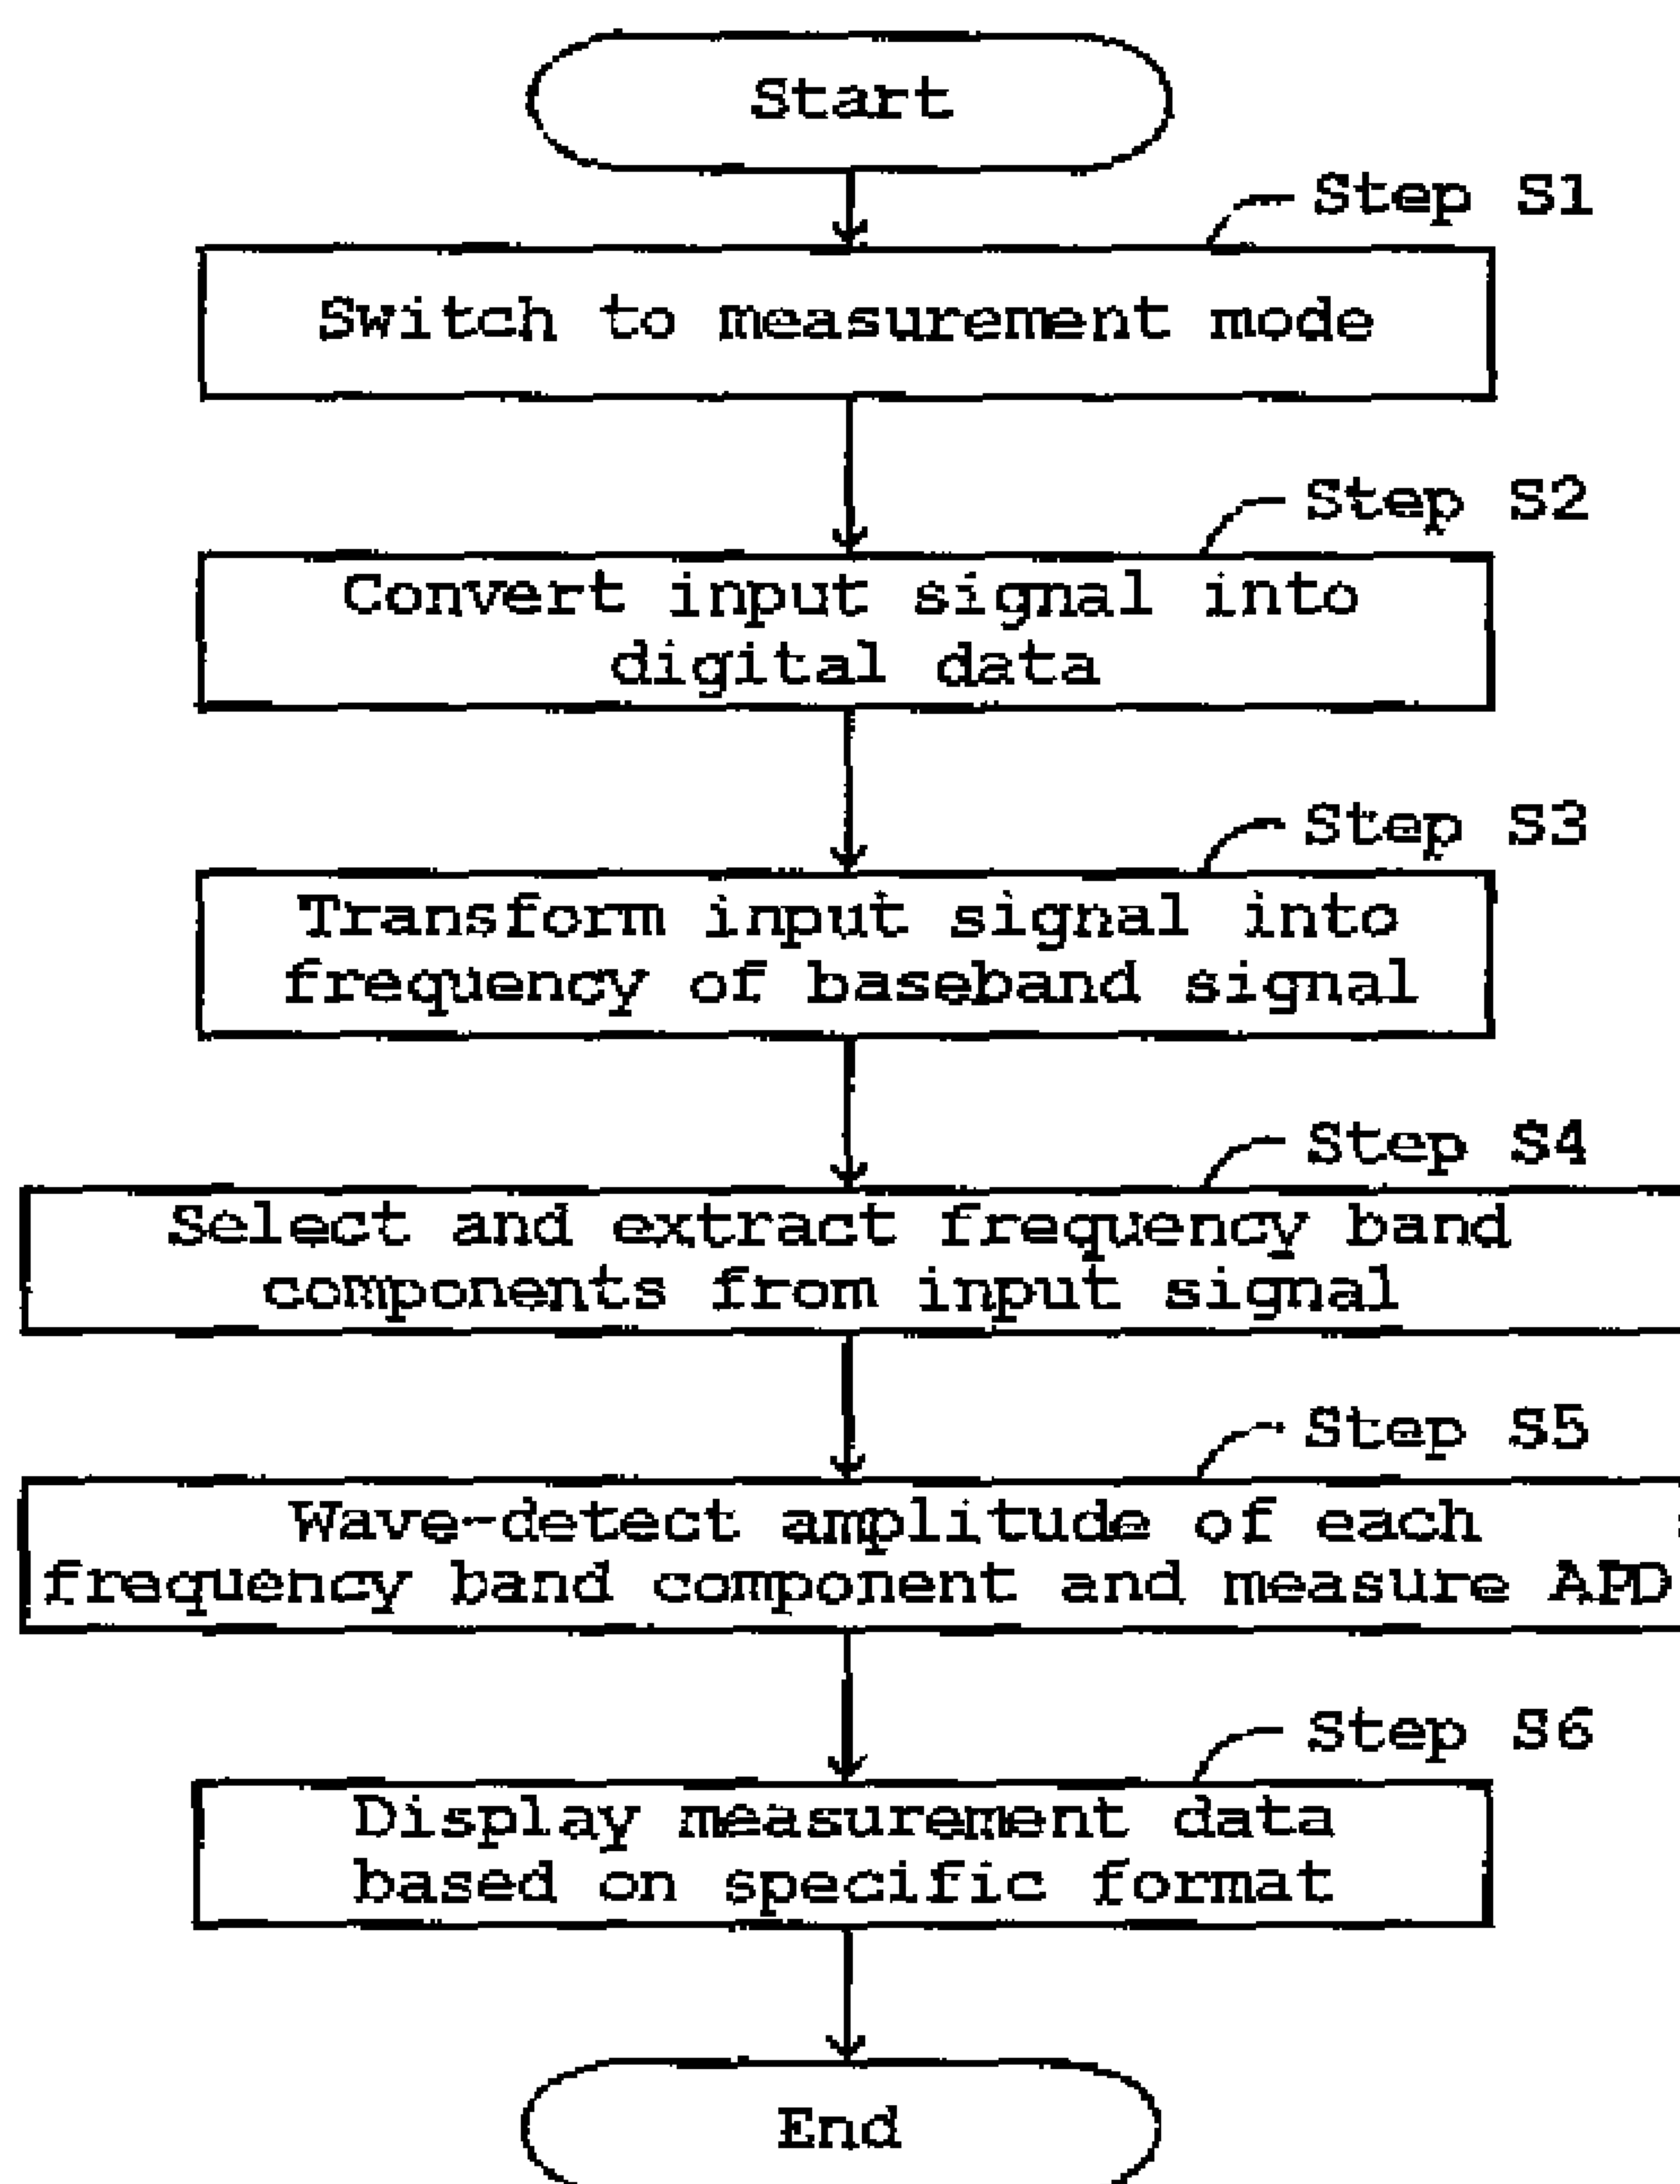 Start
Step S1
Switch to measurement mode
Step S2
Convert input signal into
digital data
Step S3
Transform input signal into
frequency of baseband signal
Step S4
Select and extract frequency band
components from input signal
Step S5
Wave-detect amplitude of each
frequency band component and measure APD
Step S6
Display measurement data
based on specific format
End